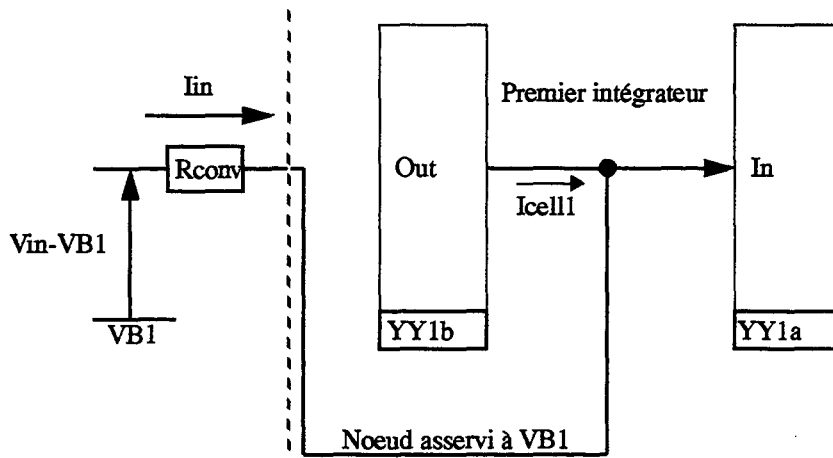 Iin
Premier intégrateur
Rconv
Out
In
Icell1
Vin-VB1
VB1
YY1b
YY1a
Noeud asservi à VB1